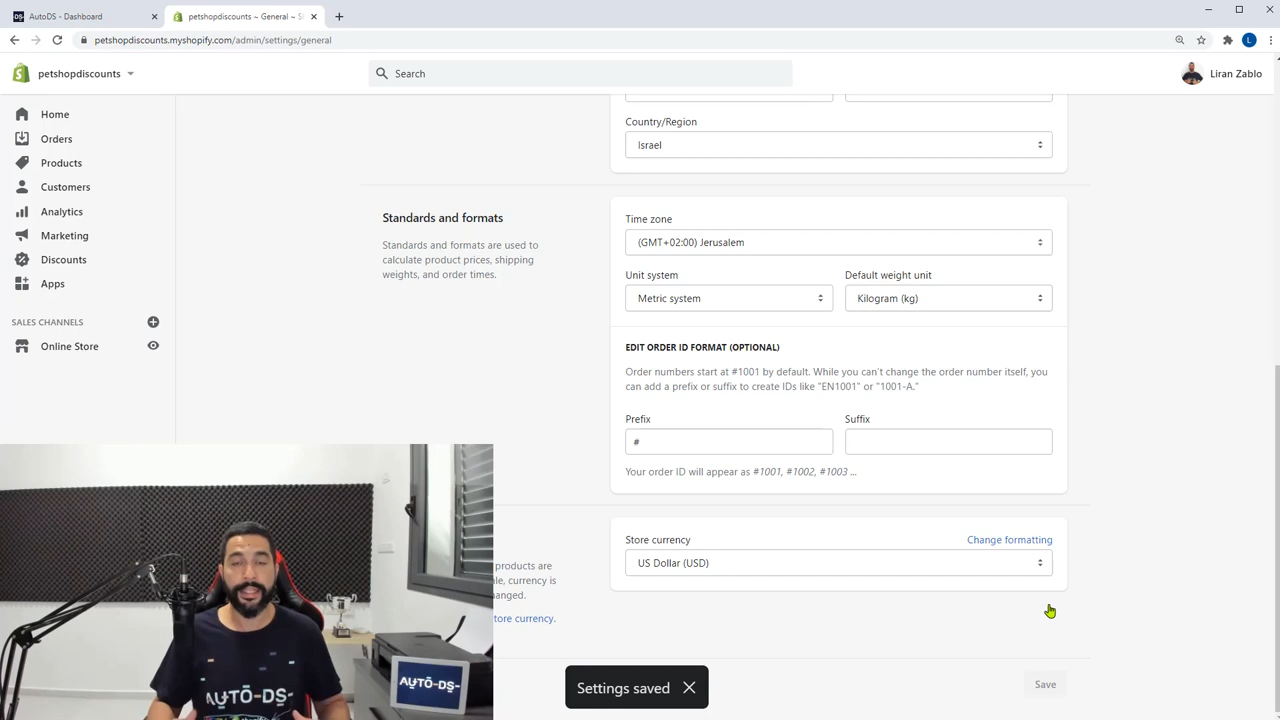 AutoDS - Dashboard
petshopdiscounts ~ General ~ S
petshopdiscounts.myshopify.com/admin/settings/general
L
petshopdiscounts
Search
Liran Zablo
Home
Orders
Products
Customers
Analytics
Marketing
Discounts
Apps
SALES CHANNELS
Online Store
Country/Region
Israel
Standards and formats
Standards and formats are used to
calculate product prices, shipping
weights, and order times.
Time zone
(GMT+02:00) Jerusalem
Unit system
Default weight unit
Metric system
Kilogram (kg)
EDIT ORDER ID FORMAT (OPTIONAL)
Order numbers start at #1001 by default. While you can't change the order number itself, you
can add a prefix or suffix to create IDs like "EN1001" or "1001-A."
Prefix
Suffix
#
Your order ID will appear as #1001, #1002, #1003 ...
products are
le, currency is
hanged.
tore currency.
Store currency
Change formatting
US Dollar (USD)
Settings saved
Save
AUTO-DS-
AUTO-DS-